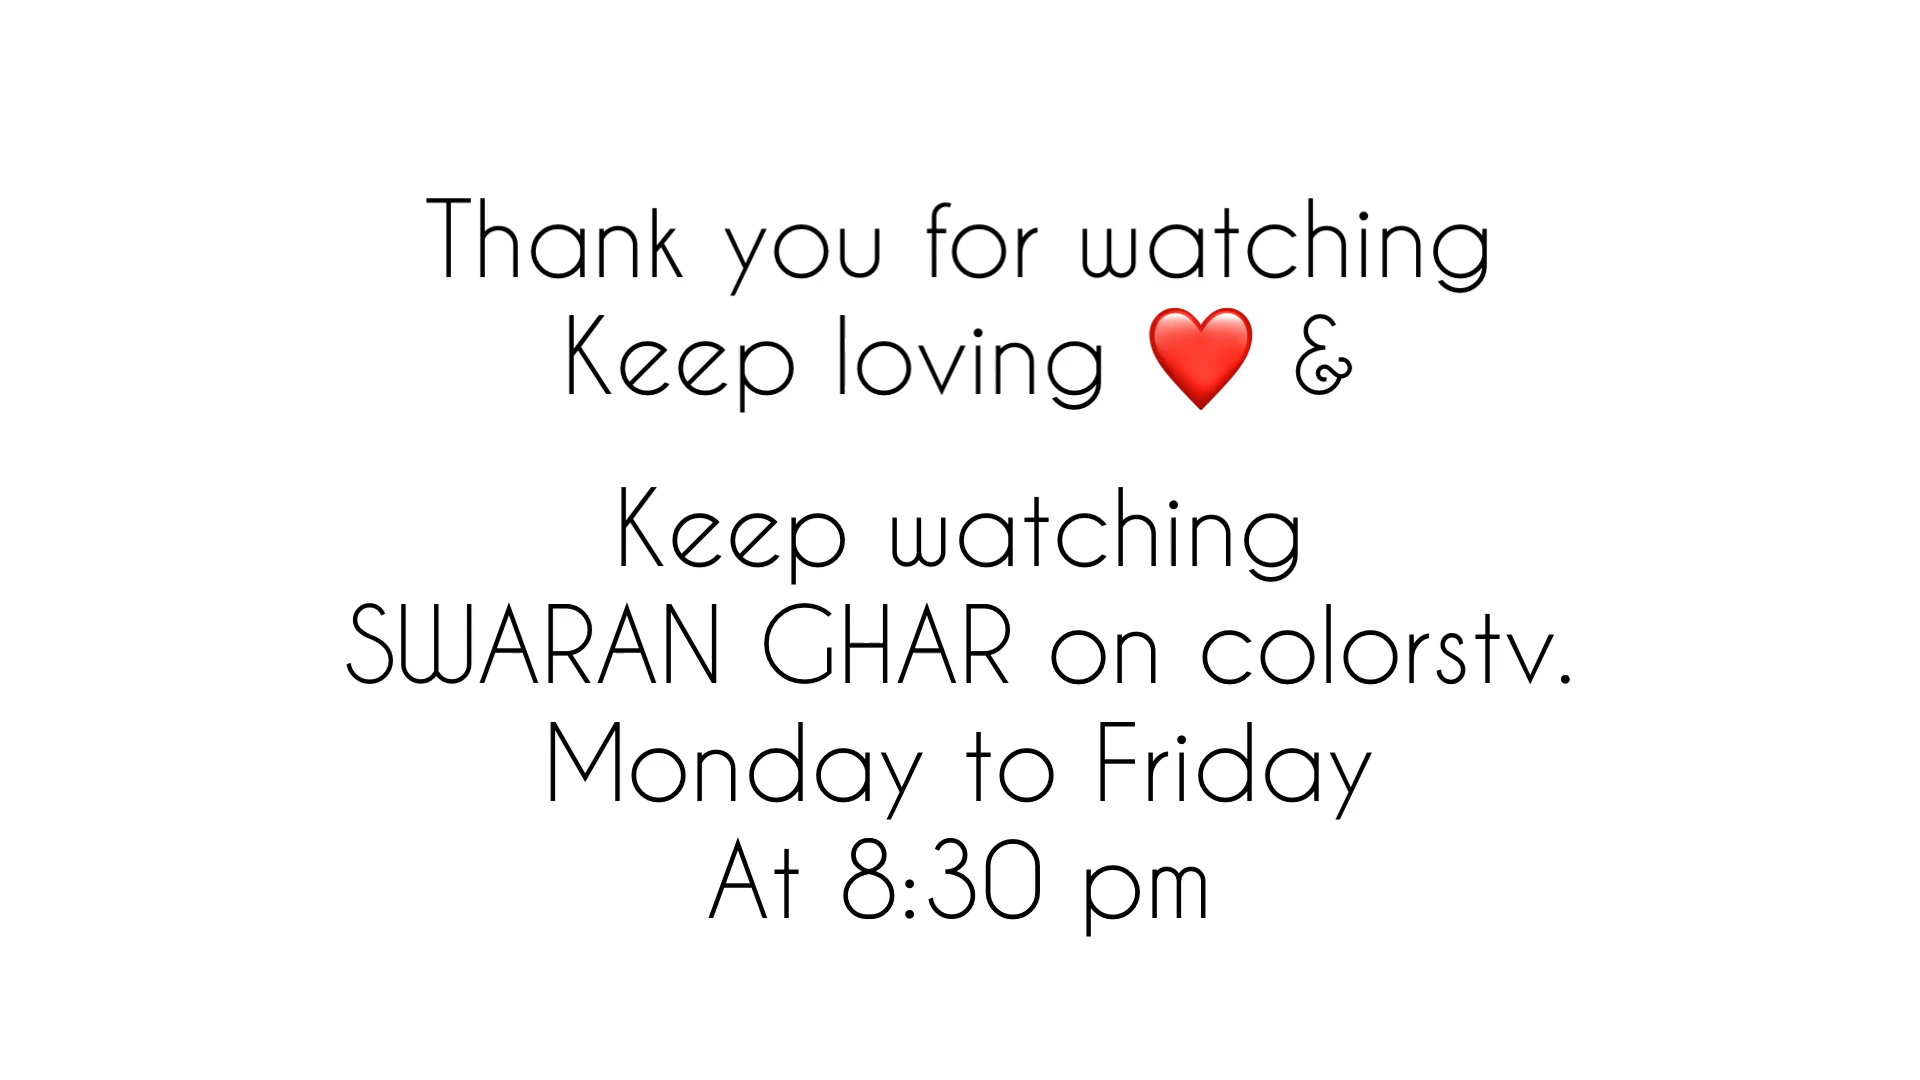 Thank you for watching
Keep loving ❤️ &
Keep watching
SWARAN GHAR on colorstv.
Monday to Friday
At 8:30 pm